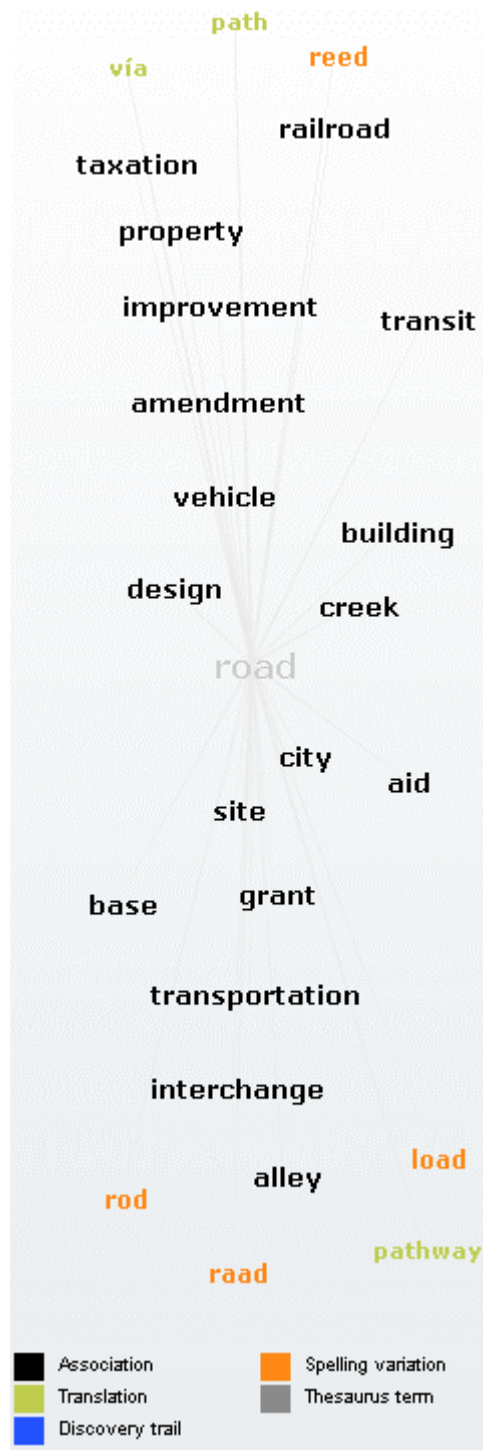 path
vía
reed
railroad
taxation
property
improvement
transit
amendment
vehicle
building
design
creek
road
city
aid
site
base
grant
transportation
interchange
load
alley
rod
pathway
raad
Association
Spelling variation
Translation
Thesaurus term
Discovery trail